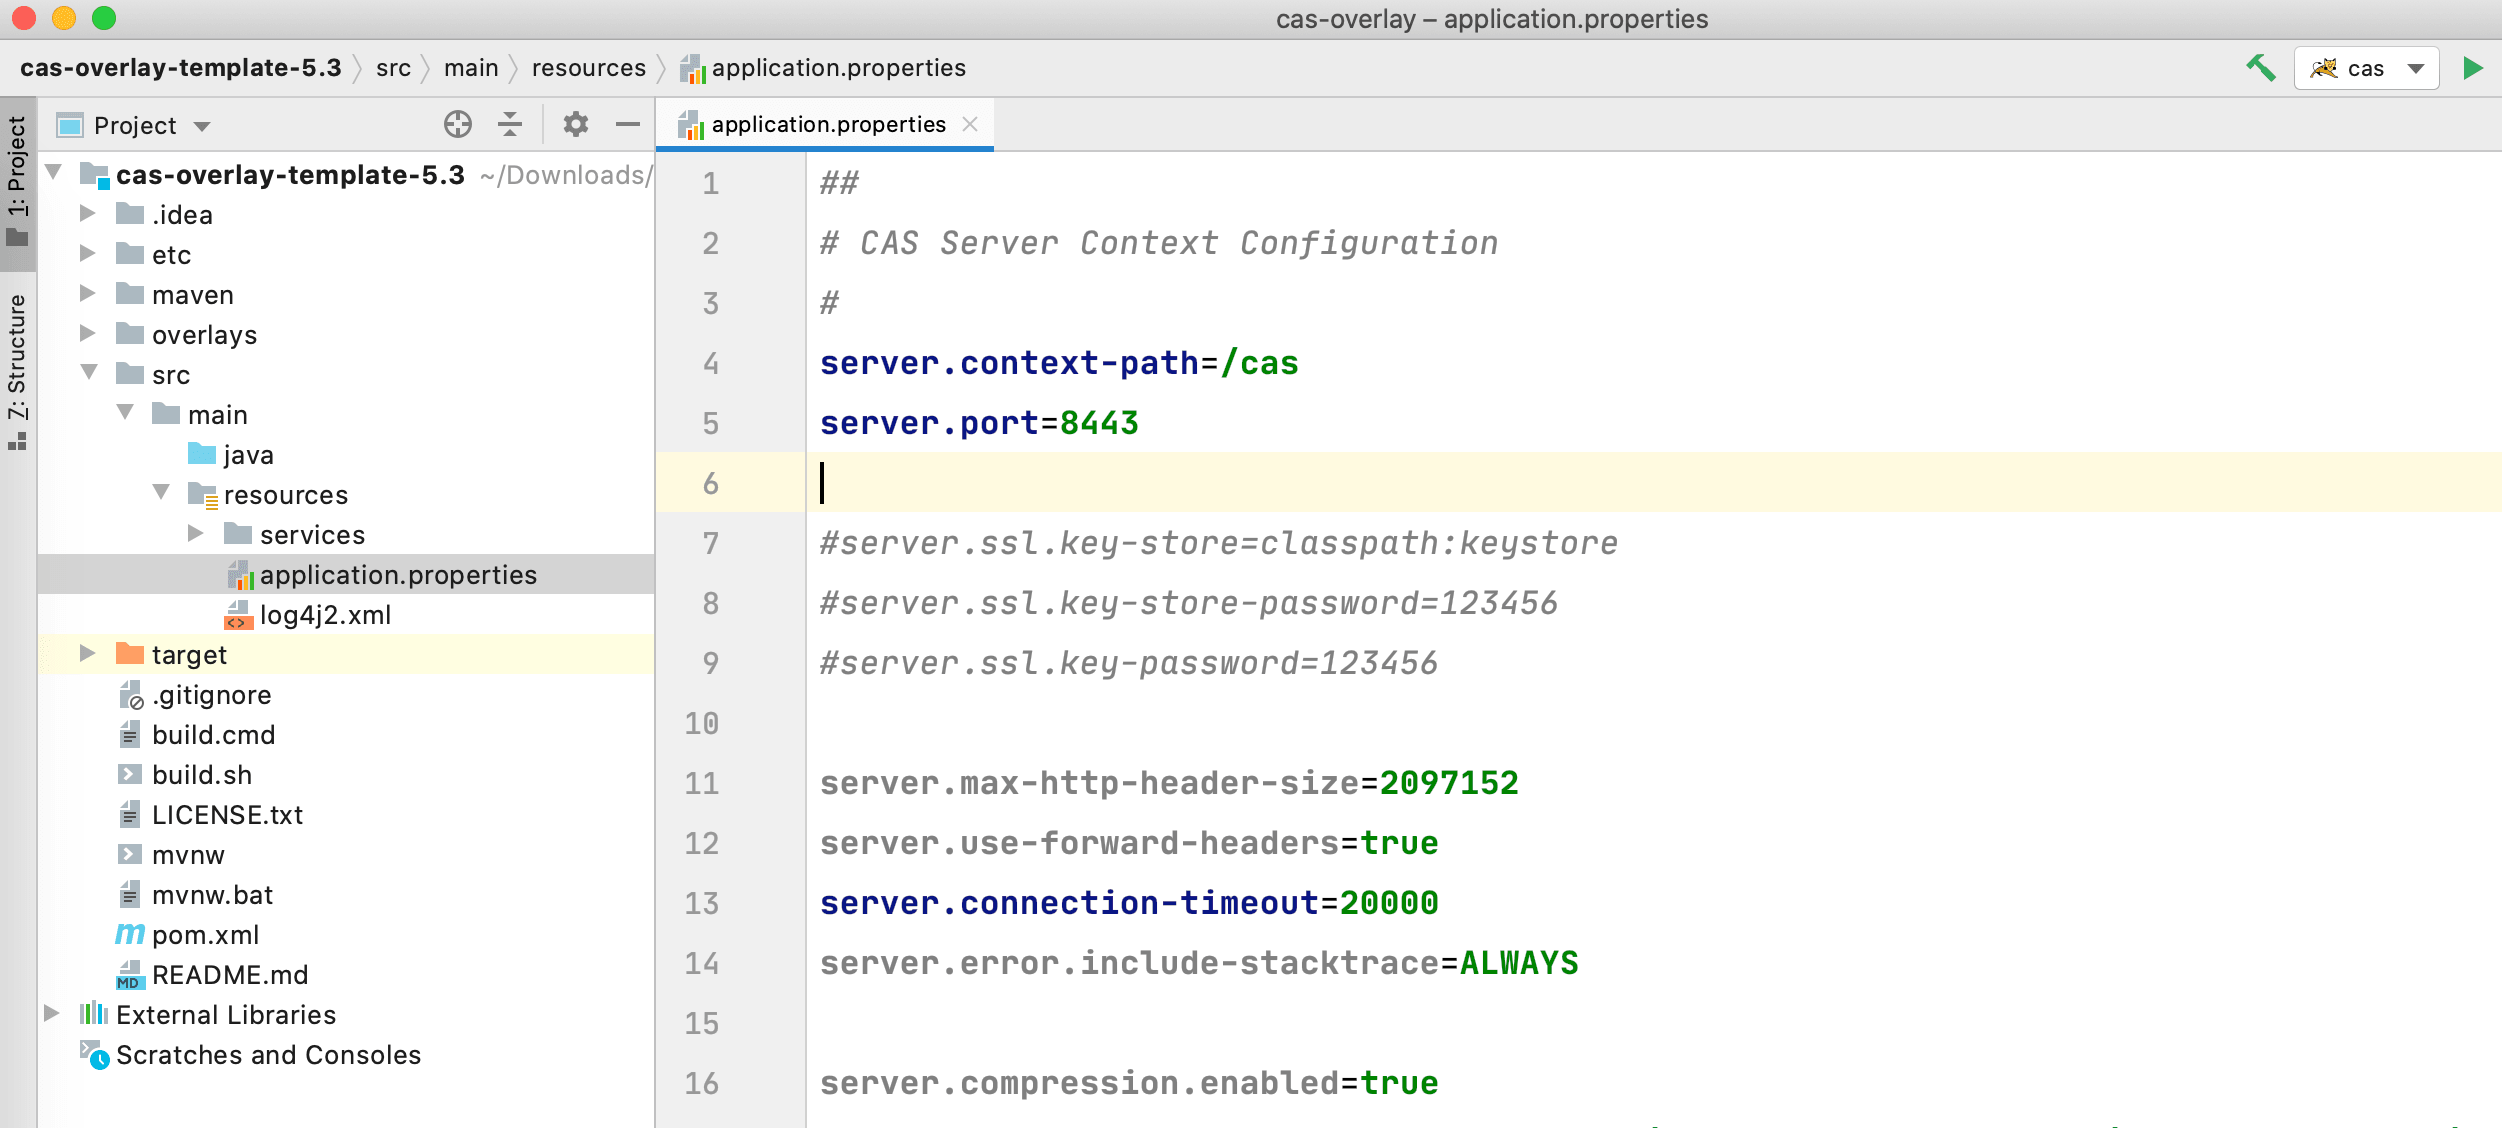 cas-overlay – application.properties
cas-overlay-template-5.3 src main resources application.properties
cas
1: Project
7: Structure
Project
cas-overlay-template-5.3 ~/Downloads/
.idea
etc
maven
overlays
src
main
java
resources
services
application.properties
log4j2.xml
target
.gitignore
build.cmd
build.sh
LICENSE.txt
mvnw
mvnw.bat
pom.xml
README.md
External Libraries
Scratches and Consoles
application.properties
1 ##
2 # CAS Server Context Configuration
3 #
4 server.context-path=/cas
5 server.port=8443
6
7 #server.ssl.key-store=classpath:keystore
8 #server.ssl.key-store-password=123456
9 #server.ssl.key-password=123456
10
11 server.max-http-header-size=2097152
12 server.use-forward-headers=true
13 server.connection-timeout=20000
14 server.error.include-stacktrace=ALWAYS
15
16 server.compression.enabled=true